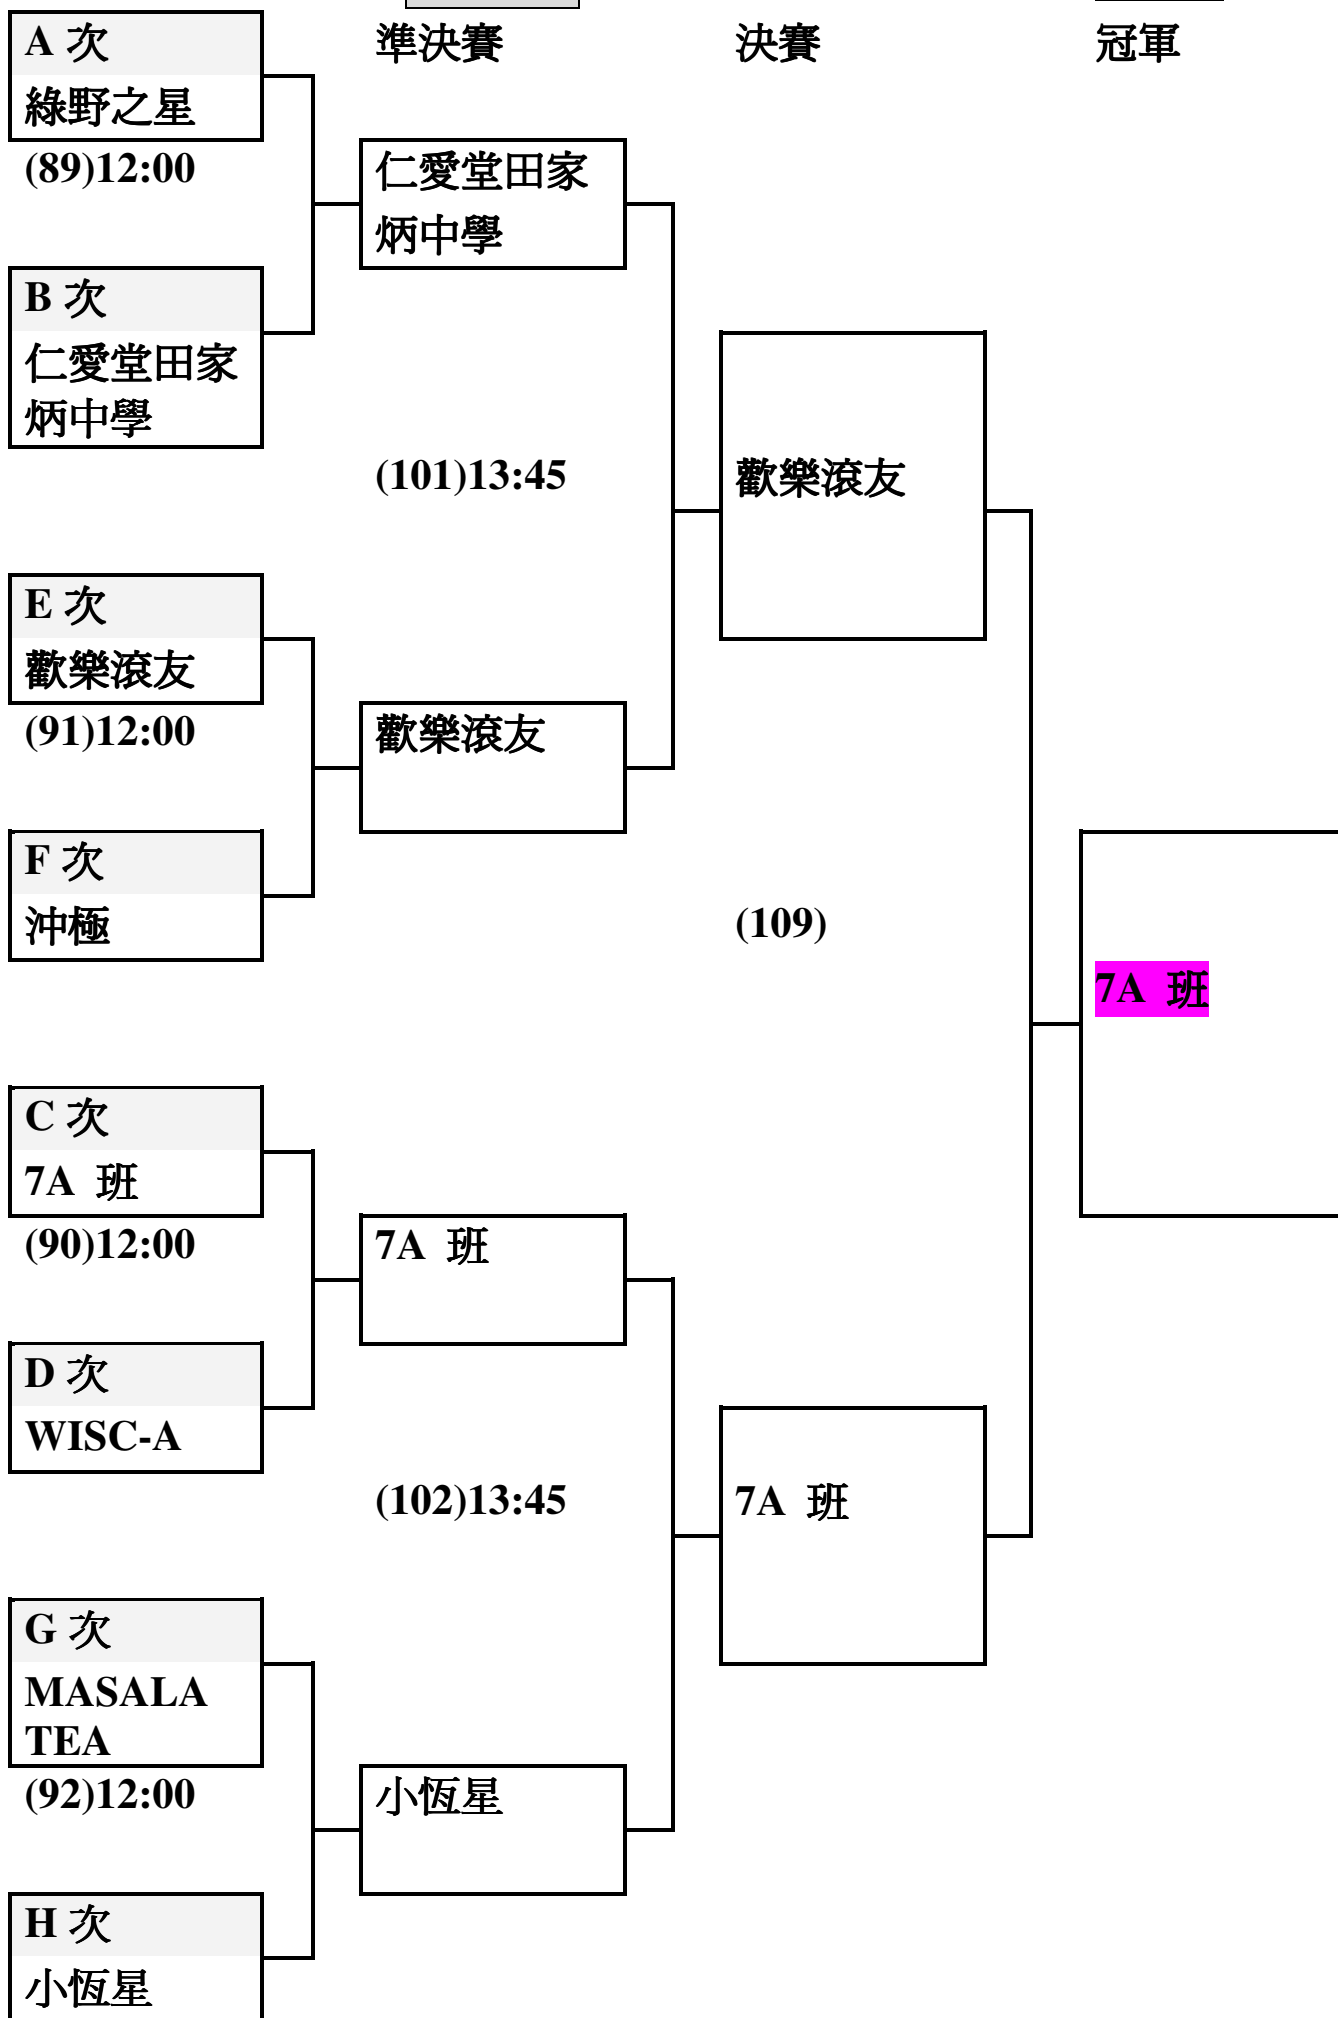 A 次
準決賽
決賽
冠軍
綠野之星
(89)12:00
仁愛堂田家
炳中學
B 次
仁愛堂田家
炳中學
(101)13:45
歡樂滾友
E 次
歡樂滾友
(91)12:00
歡樂滾友
F 次
沖極
(109)
7A 班
C 次
7A 班
(90)12:00
7A 班
D 次
WISC-A
(102)13:45
7A 班
G 次
MASALA
TEA
(92)12:00
小恆星
H 次
小恆星